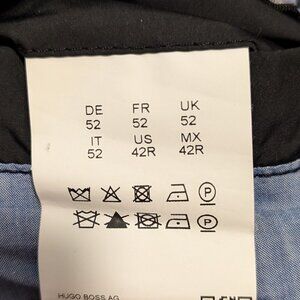 DE FR UK
52 52 52
IT US MX
52 42R 42R
P
P
HUGO BOSS AG